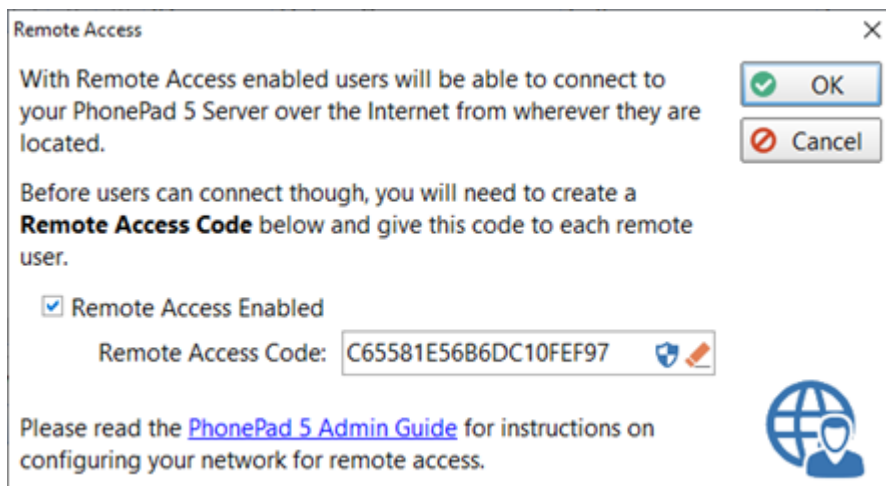 Remote Access
With Remote Access enabled users will be able to connect to
your PhonePad 5 Server over the Internet from wherever they are
located.
OK
Cancel
Before users can connect though, you will need to create a
Remote Access Code below and give this code to each remote
user.
Remote Access Enabled
Remote Access Code: C65581E56B6DC10FEF97
Please read the PhonePad 5 Admin Guide for instructions on
configuring your network for remote access.